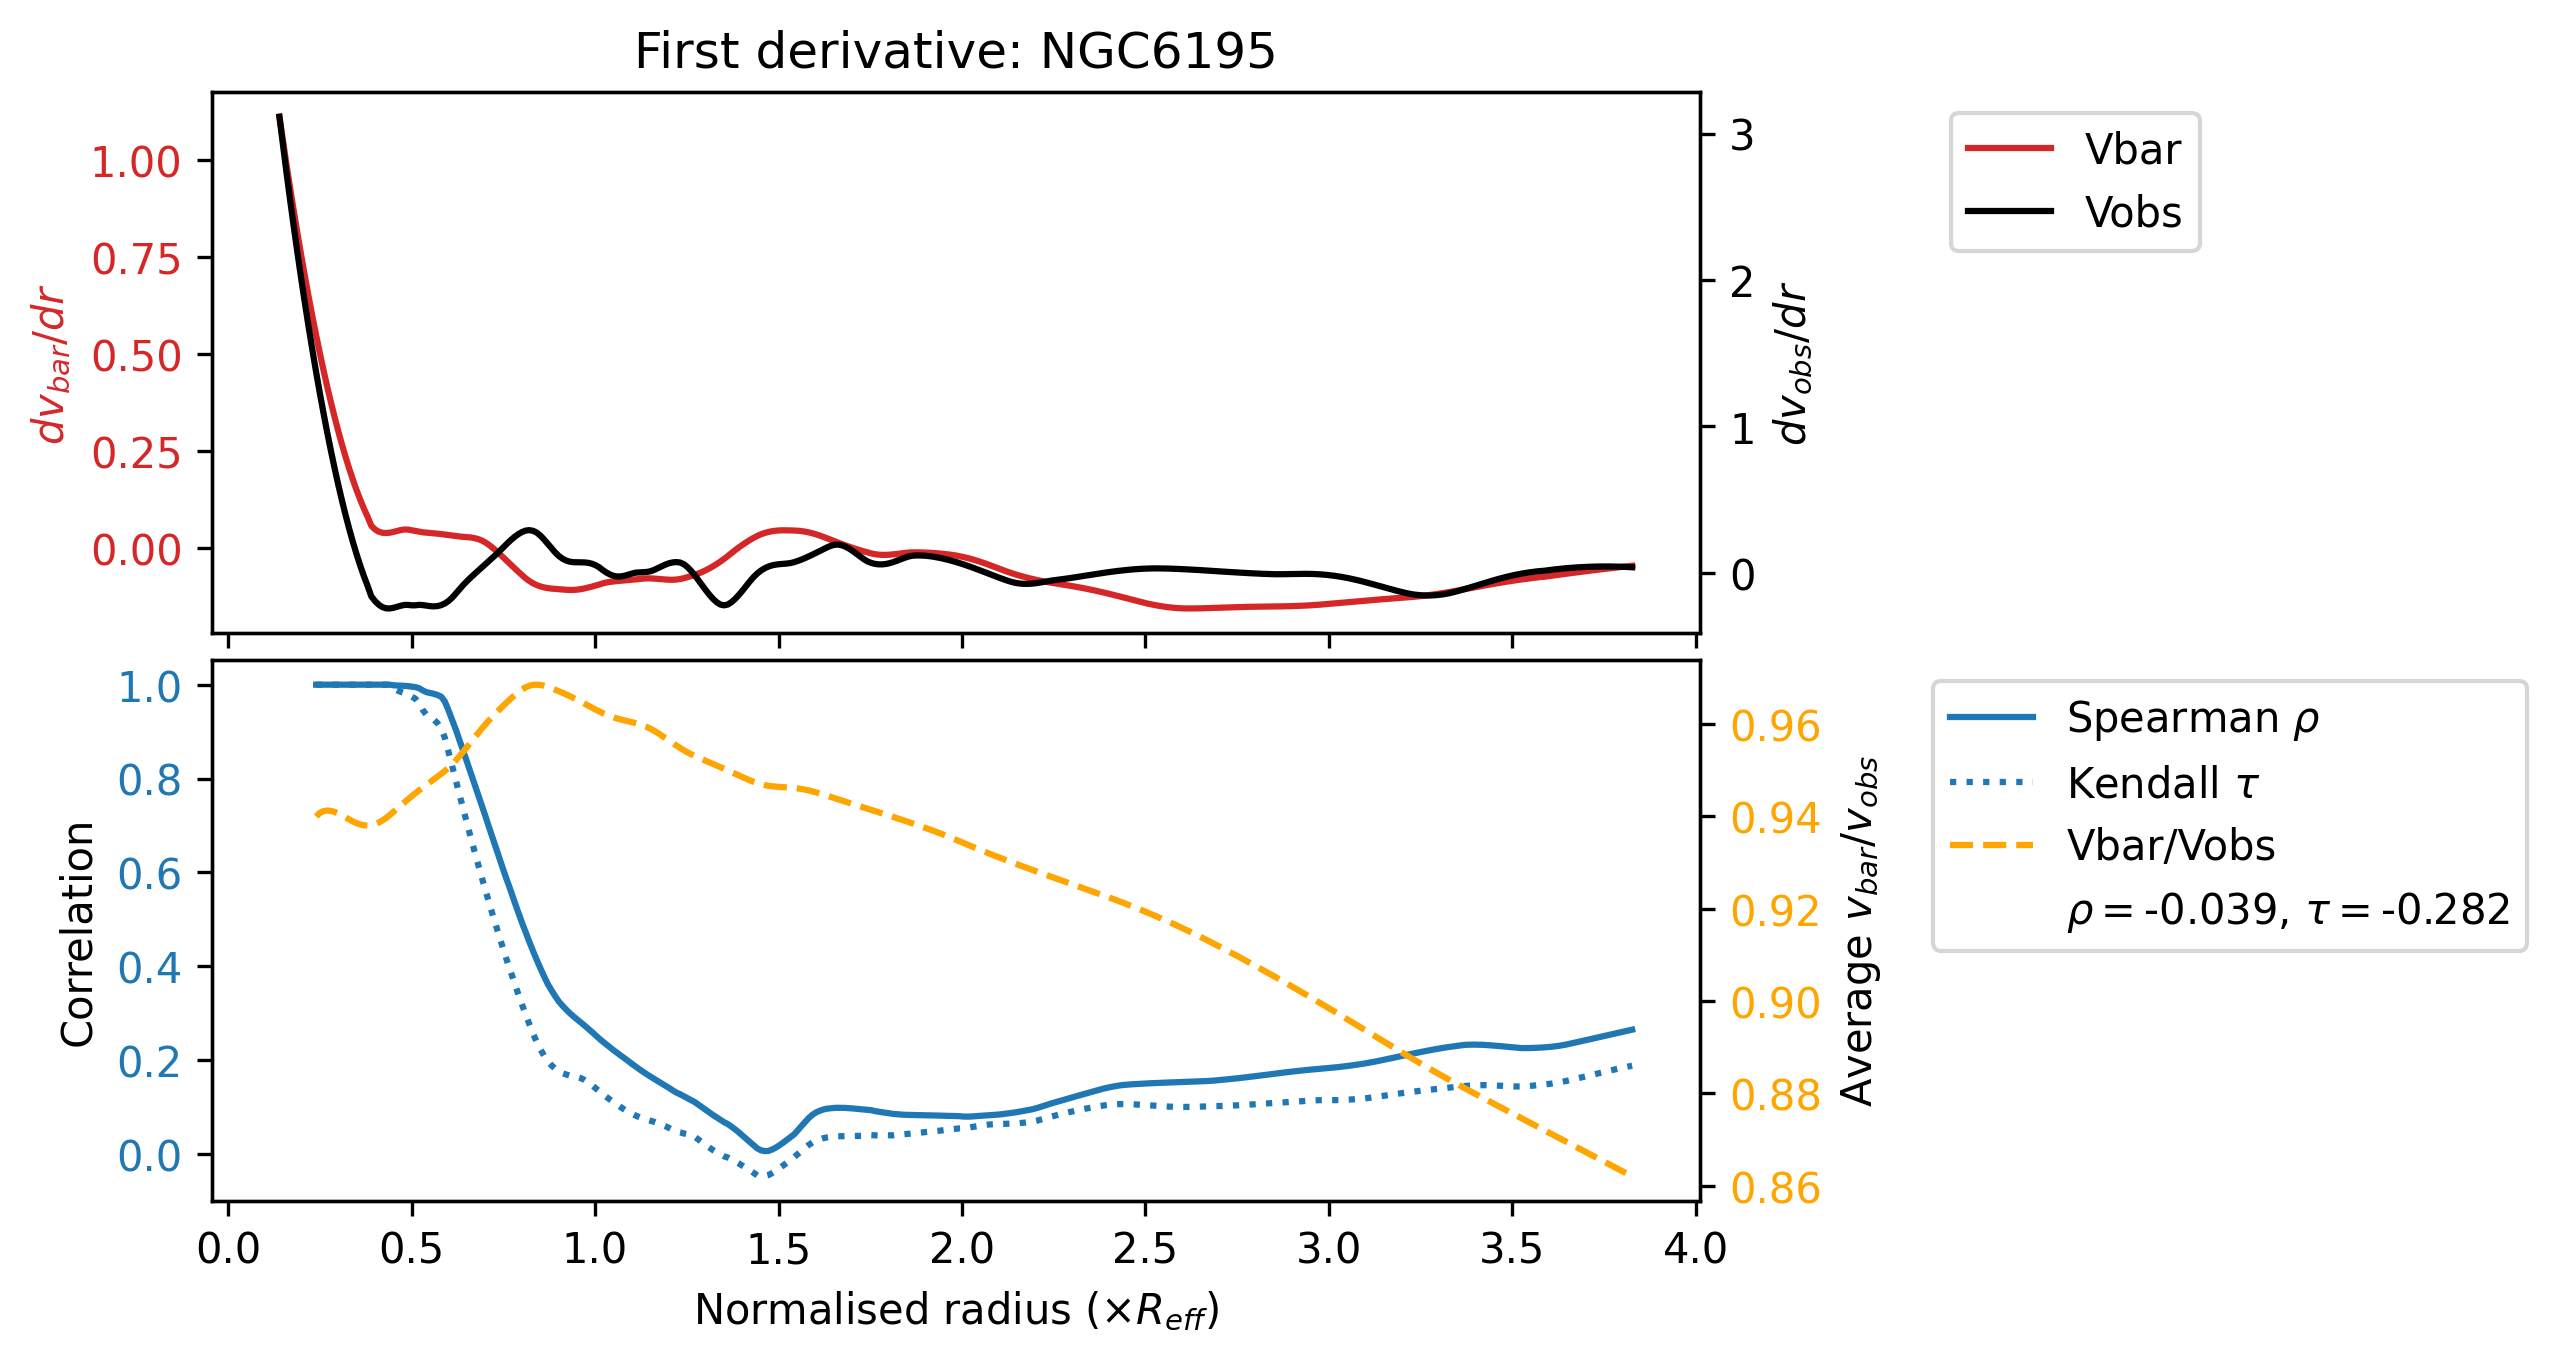 First derivative: NGC6195
1.00
0.75
0.50
0.25
0.00
dv_bar/dr
3
2
1
0
dv_obs/dr
Vbar
Vobs
1.0
0.8
0.6
0.4
0.2
0.0
Correlation
0.96
0.94
0.92
0.90
0.88
0.86
Average v_bar/v_obs
Spearman ρ
Kendall τ
Vbar/Vobs
ρ = -0.039, τ = -0.282
0.0 0.5 1.0 1.5 2.0 2.5 3.0 3.5 4.0
Normalised radius (×R_eff)